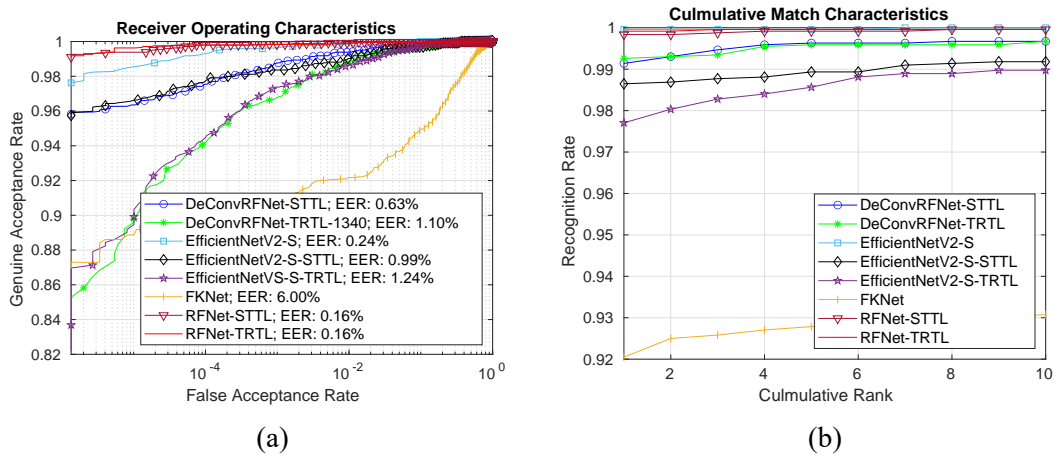 Receiver Operating Characteristics
1
0.98
0.96
0.94
0.92
0.9
0.88
0.86
0.84
0.82
Genuine Acceptance Rate
DeConvRFNet-STTL; EER: 0.63%
DeConvRFNet-TRTL-1340; EER: 1.10%
EfficientNetV2-S; EER: 0.24%
EfficientNetV2-S-STTL; EER: 0.99%
EfficientNetVS-S-TRTL; EER: 1.24%
FKNet; EER: 6.00%
RFNet-STTL; EER: 0.16%
RFNet-TRTL; EER: 0.16%
10-4 10-2 100
False Acceptance Rate
(a)
Culmulative Match Characteristics
1
0.99
0.98
0.97
0.96
0.95
0.94
0.93
0.92
Recognition Rate
DeConvRFNet-STTL
DeConvRFNet-TRTL
EfficientNetV2-S
EfficientNetV2-S-STTL
EfficientNetV2-S-TRTL
FKNet
RFNet-STTL
RFNet-TRTL
2 4 6 8 10
Culmulative Rank
(b)